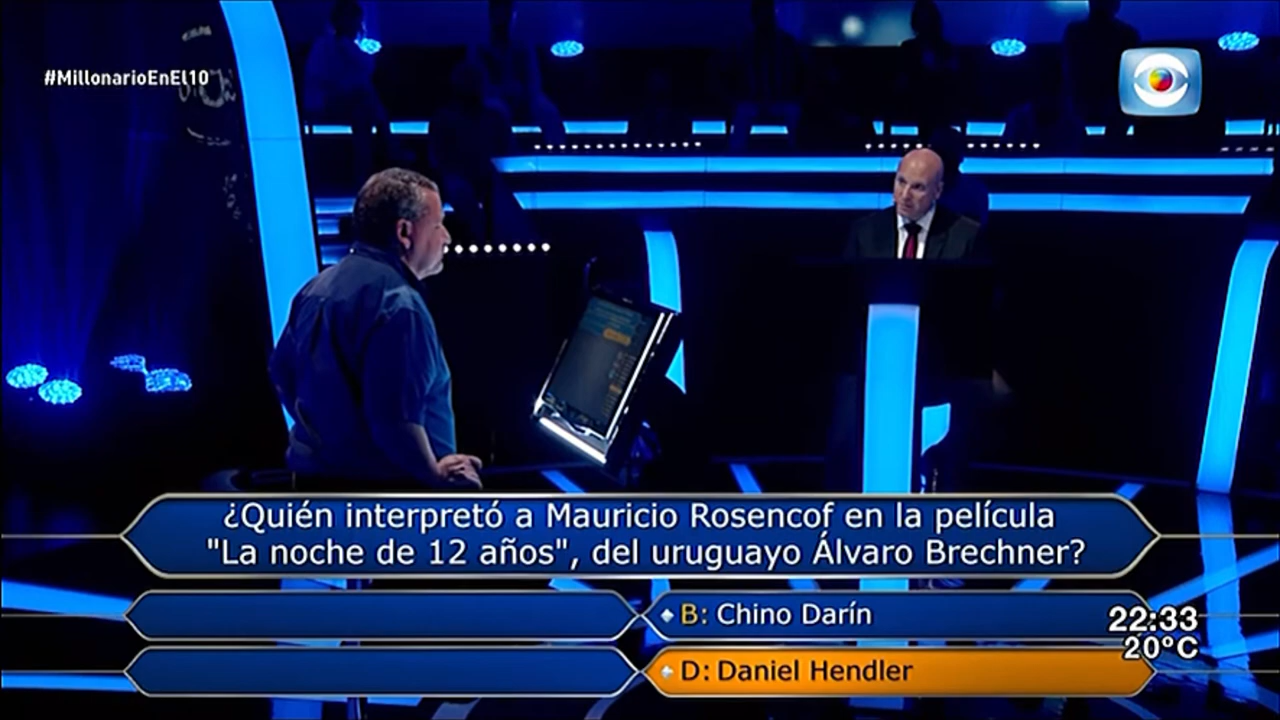 #MillonarioEnEl10
¿Quién interpretó a Mauricio Rosencof en la película
"La noche de 12 años", del uruguayo Álvaro Brechner?
B: Chino Darín
D: Daniel Hendler
22:33
20°C